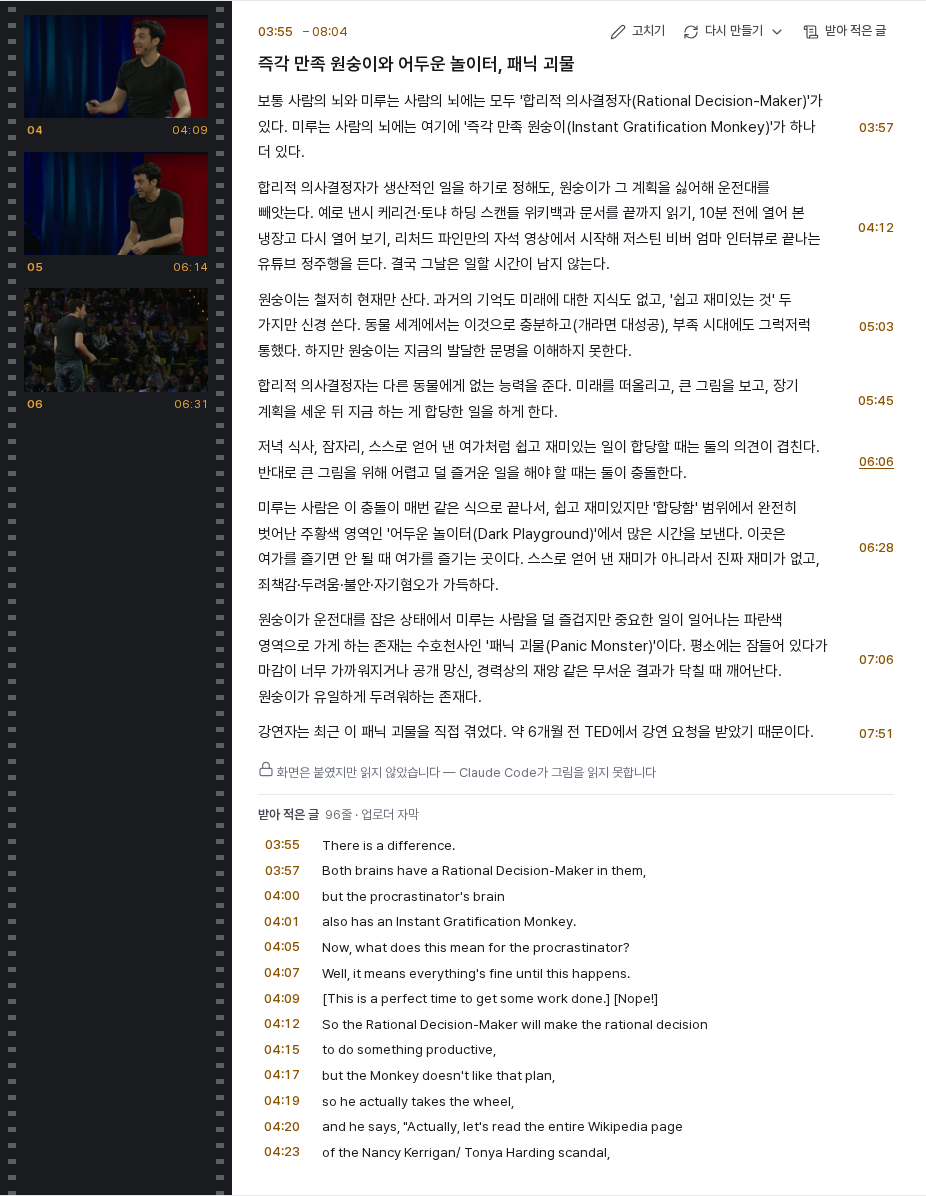 04 04:09
05 06:14
06 06:31
03:55 – 08:04 고치기 다시 만들기 받아 적은 글
즉각 만족 원숭이와 어두운 놀이터, 패닉 괴물
보통 사람의 뇌와 미루는 사람의 뇌에는 모두 '합리적 의사결정자(Rational Decision-Maker)'가
있다. 미루는 사람의 뇌에는 여기에 '즉각 만족 원숭이(Instant Gratification Monkey)'가 하나
더 있다.
03:57
합리적 의사결정자가 생산적인 일을 하기로 정해도, 원숭이가 그 계획을 싫어해 운전대를
빼앗는다. 예로 낸시 케리건·토냐 하딩 스캔들 위키백과 문서를 끝까지 읽기, 10분 전에 열어 본
냉장고 다시 열어 보기, 리처드 파인만의 자석 영상에서 시작해 저스틴 비버 엄마 인터뷰로 끝나는
유튜브 정주행을 든다. 결국 그날은 일할 시간이 남지 않는다.
04:12
원숭이는 철저히 현재만 산다. 과거의 기억도 미래에 대한 지식도 없고, '쉽고 재미있는 것' 두
가지만 신경 쓴다. 동물 세계에서는 이것으로 충분하고(개라면 대성공), 부족 시대에도 그럭저럭
통했다. 하지만 원숭이는 지금의 발달한 문명을 이해하지 못한다.
05:03
합리적 의사결정자는 다른 동물에게 없는 능력을 준다. 미래를 떠올리고, 큰 그림을 보고, 장기
계획을 세운 뒤 지금 하는 게 합당한 일을 하게 한다.
05:45
저녁 식사, 잠자리, 스스로 얻어 낸 여가처럼 쉽고 재미있는 일이 합당할 때는 둘의 의견이 겹친다.
반대로 큰 그림을 위해 어렵고 덜 즐거운 일을 해야 할 때는 둘이 충돌한다.
06:06
미루는 사람은 이 충돌이 매번 같은 식으로 끝나서, 쉽고 재미있지만 '합당함' 범위에서 완전히
벗어난 주황색 영역인 '어두운 놀이터(Dark Playground)'에서 많은 시간을 보낸다. 이곳은
여가를 즐기면 안 될 때 여가를 즐기는 곳이다. 스스로 얻어 낸 재미가 아니라서 진짜 재미가 없고,
죄책감·두려움·불안·자기혐오가 가득하다.
06:28
원숭이가 운전대를 잡은 상태에서 미루는 사람을 덜 즐겁지만 중요한 일이 일어나는 파란색
영역으로 가게 하는 존재는 수호천사인 '패닉 괴물(Panic Monster)'이다. 평소에는 잠들어 있다가
마감이 너무 가까워지거나 공개 망신, 경력상의 재앙 같은 무서운 결과가 닥칠 때 깨어난다.
원숭이가 유일하게 두려워하는 존재다.
07:06
강연자는 최근 이 패닉 괴물을 직접 겪었다. 약 6개월 전 TED에서 강연 요청을 받았기 때문이다.
07:51
화면은 붙였지만 읽지 않았습니다 — Claude Code가 그림을 읽지 못합니다
받아 적은 글 96줄 · 업로더 자막
03:55 There is a difference.
03:57 Both brains have a Rational Decision-Maker in them,
04:00 but the procrastinator's brain
04:01 also has an Instant Gratification Monkey.
04:05 Now, what does this mean for the procrastinator?
04:07 Well, it means everything's fine until this happens.
04:09 [This is a perfect time to get some work done.] [Nope!]
04:12 So the Rational Decision-Maker will make the rational decision
04:15 to do something productive,
04:17 but the Monkey doesn't like that plan,
04:19 so he actually takes the wheel,
04:20 and he says, "Actually, let's read the entire Wikipedia page
04:23 of the Nancy Kerrigan/ Tonya Harding scandal,